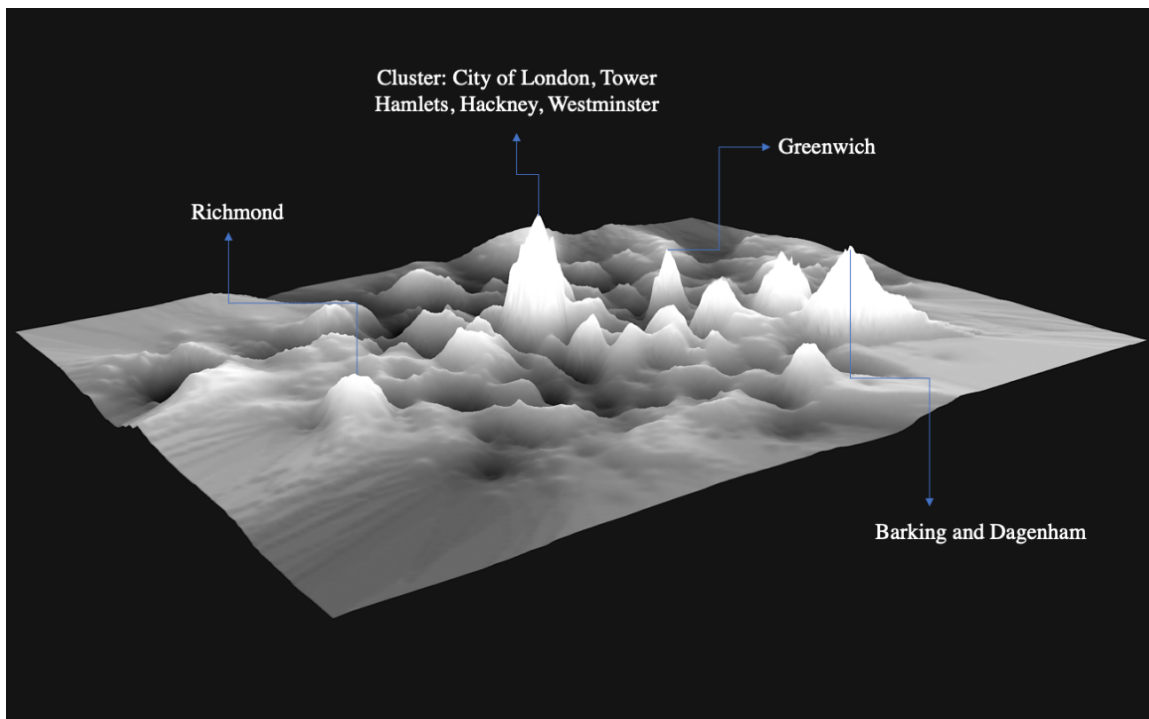 Cluster: City of London, Tower
Hamlets, Hackney, Westminster
Greenwich
Richmond
Barking and Dagenham